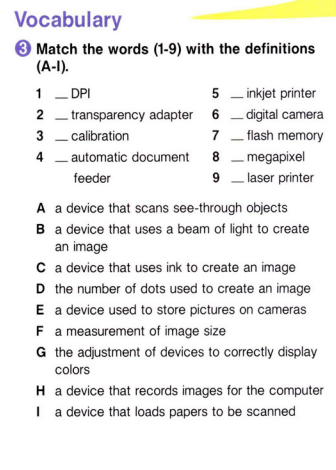 Vocabulary
3 Match the words (1-9) with the definitions
(A-I).
1 __ DPI
2 __ transparency adapter
3 __ calibration
4 __ automatic document
feeder
5 __ inkjet printer
6 __ digital camera
7 __ flash memory
8 __ megapixel
9 __ laser printer
A a device that scans see-through objects
B a device that uses a beam of light to create
an image
C a device that uses ink to create an image
D the number of dots used to create an image
E a device used to store pictures on cameras
F a measurement of image size
G the adjustment of devices to correctly display
colors
H a device that records images for the computer
I a device that loads papers to be scanned